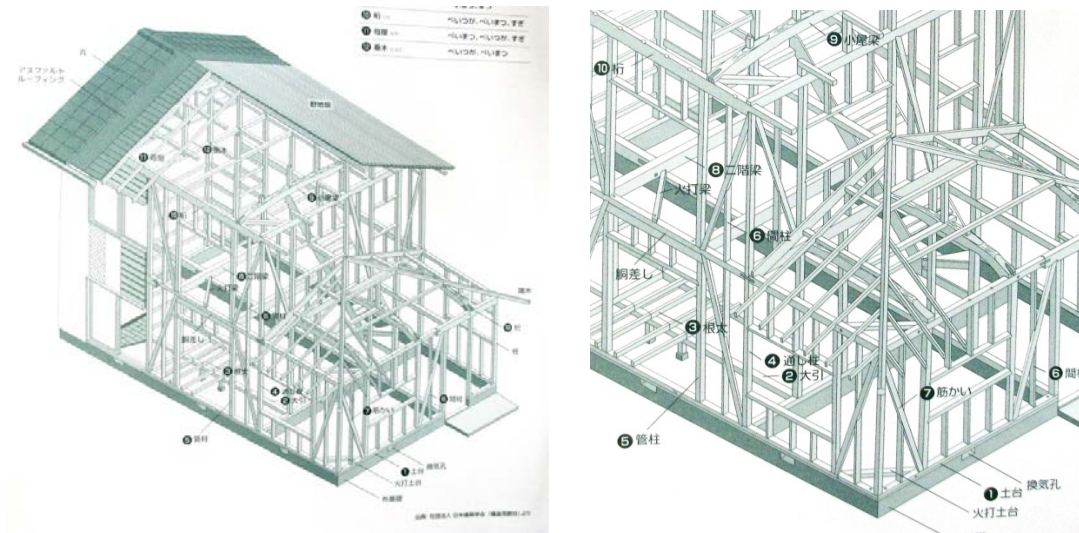 ⑩ 桁 べいつが、べいまつ、すぎ
⑪ 母屋 べいまつ、べいつが、すぎ
⑫ 垂木 べいつが、べいまつ
瓦
アスファルト
ルーフィング
野地板
⑪母屋
⑫垂木
⑨小屋梁
⑩桁
⑧二階梁
火打梁
⑥間柱
胴差し
③根太
④通し柱
②大引
⑤管柱
⑦筋かい
⑥間柱
⑩桁
①土台
換気孔
火打土台
布基礎
⑨小屋梁
⑩桁
⑧二階梁
火打梁
⑥間柱
胴差し
③根太
④通し柱
②大引
⑤管柱
⑦筋かい
⑥間柱
①土台
換気孔
火打土台